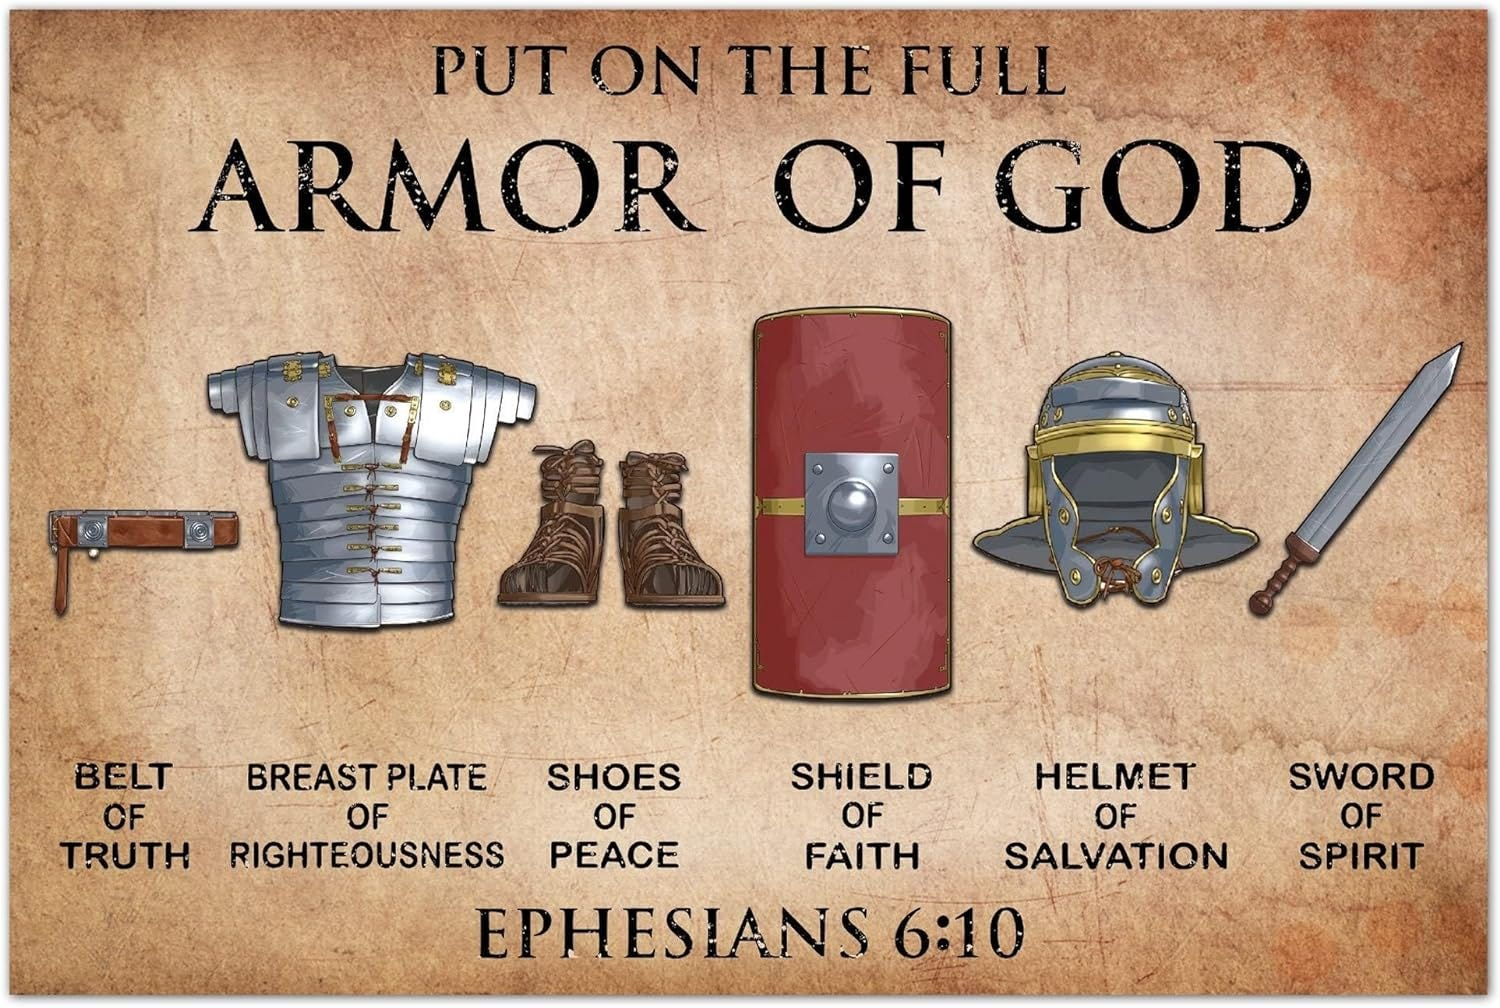 PUT ON THE FULL
ARMOR OF GOD
BELT
OF
TRUTH
BREAST PLATE
OF
RIGHTEOUSNESS
SHOES
OF
PEACE
SHIELD
OF
FAITH
HELMET
OF
SALVATION
SWORD
OF
SPIRIT
EPHESIANS 6:10